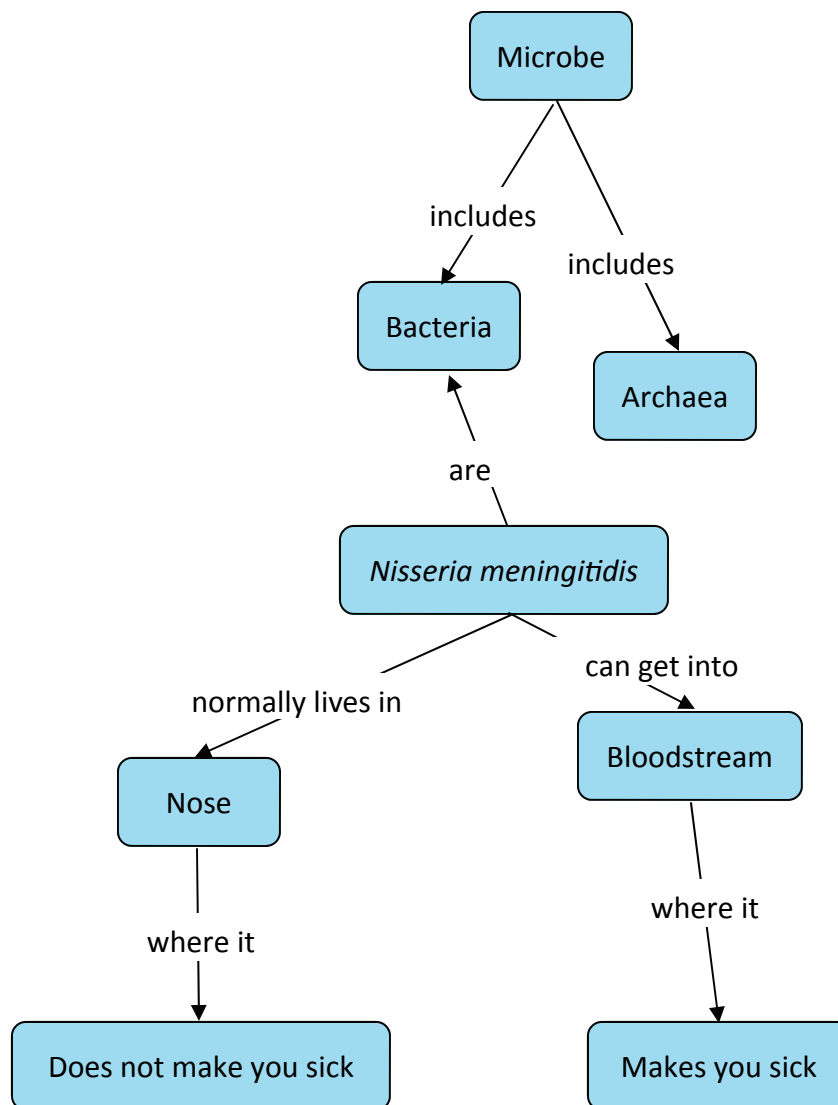 Microbe
includes
includes
Bacteria
Archaea
are
Nisseria meningitidis
can get into
normally lives in
Bloodstream
Nose
where it
where it
Does not make you sick
Makes you sick